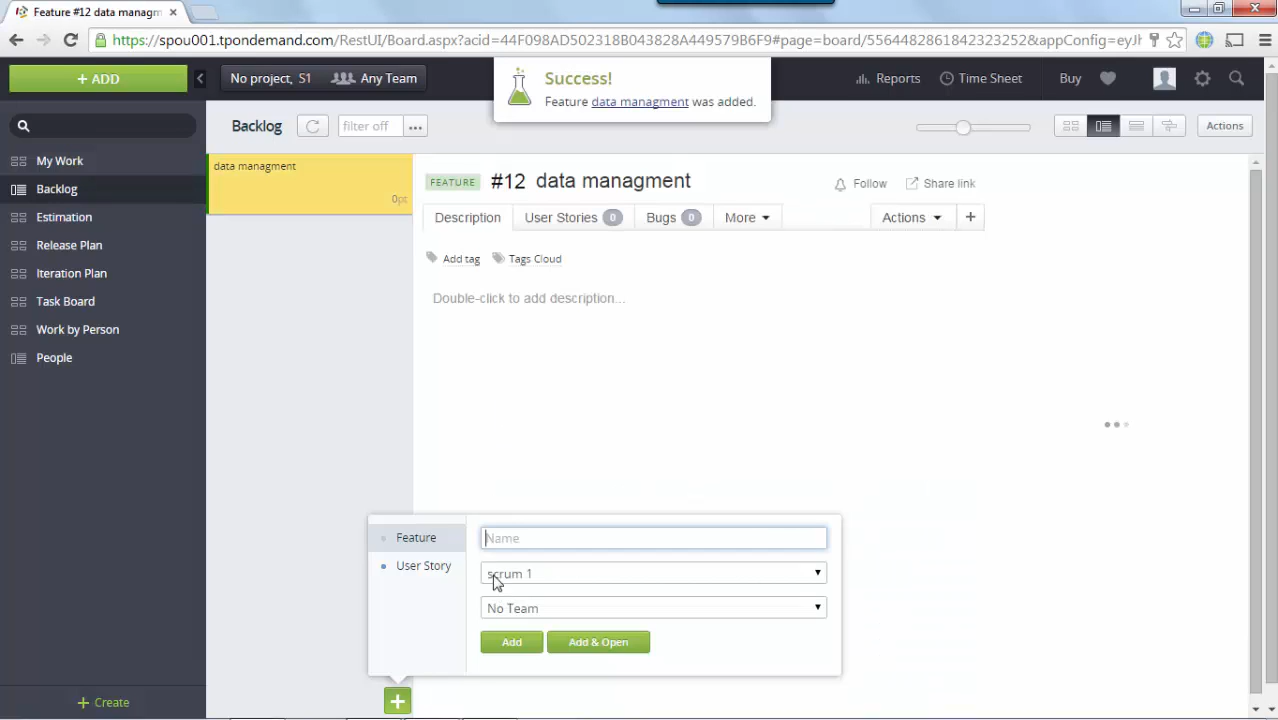 Feature #12 data managm
https://spou001.tpondemand.com/RestUI/Board.aspx?acid=44F098AD502318B043828A449579B6F9#page=board/5564482861842323252&appConfig=eyJh
+ ADD
No project, S1
Any Team
Success!
Feature data managment was added.
Reports
Time Sheet
Buy
Backlog
filter off
...
Actions
My Work
Backlog
Estimation
Release Plan
Iteration Plan
Task Board
Work by Person
People
data managment
0pt
FEATURE #12 data managment
Follow
Share link
Description
User Stories 0
Bugs 0
More
Actions
+
Add tag
Tags Cloud
Double-click to add description...
Feature
User Story
Name
scrum 1
No Team
Add
Add & Open
+ Create
+